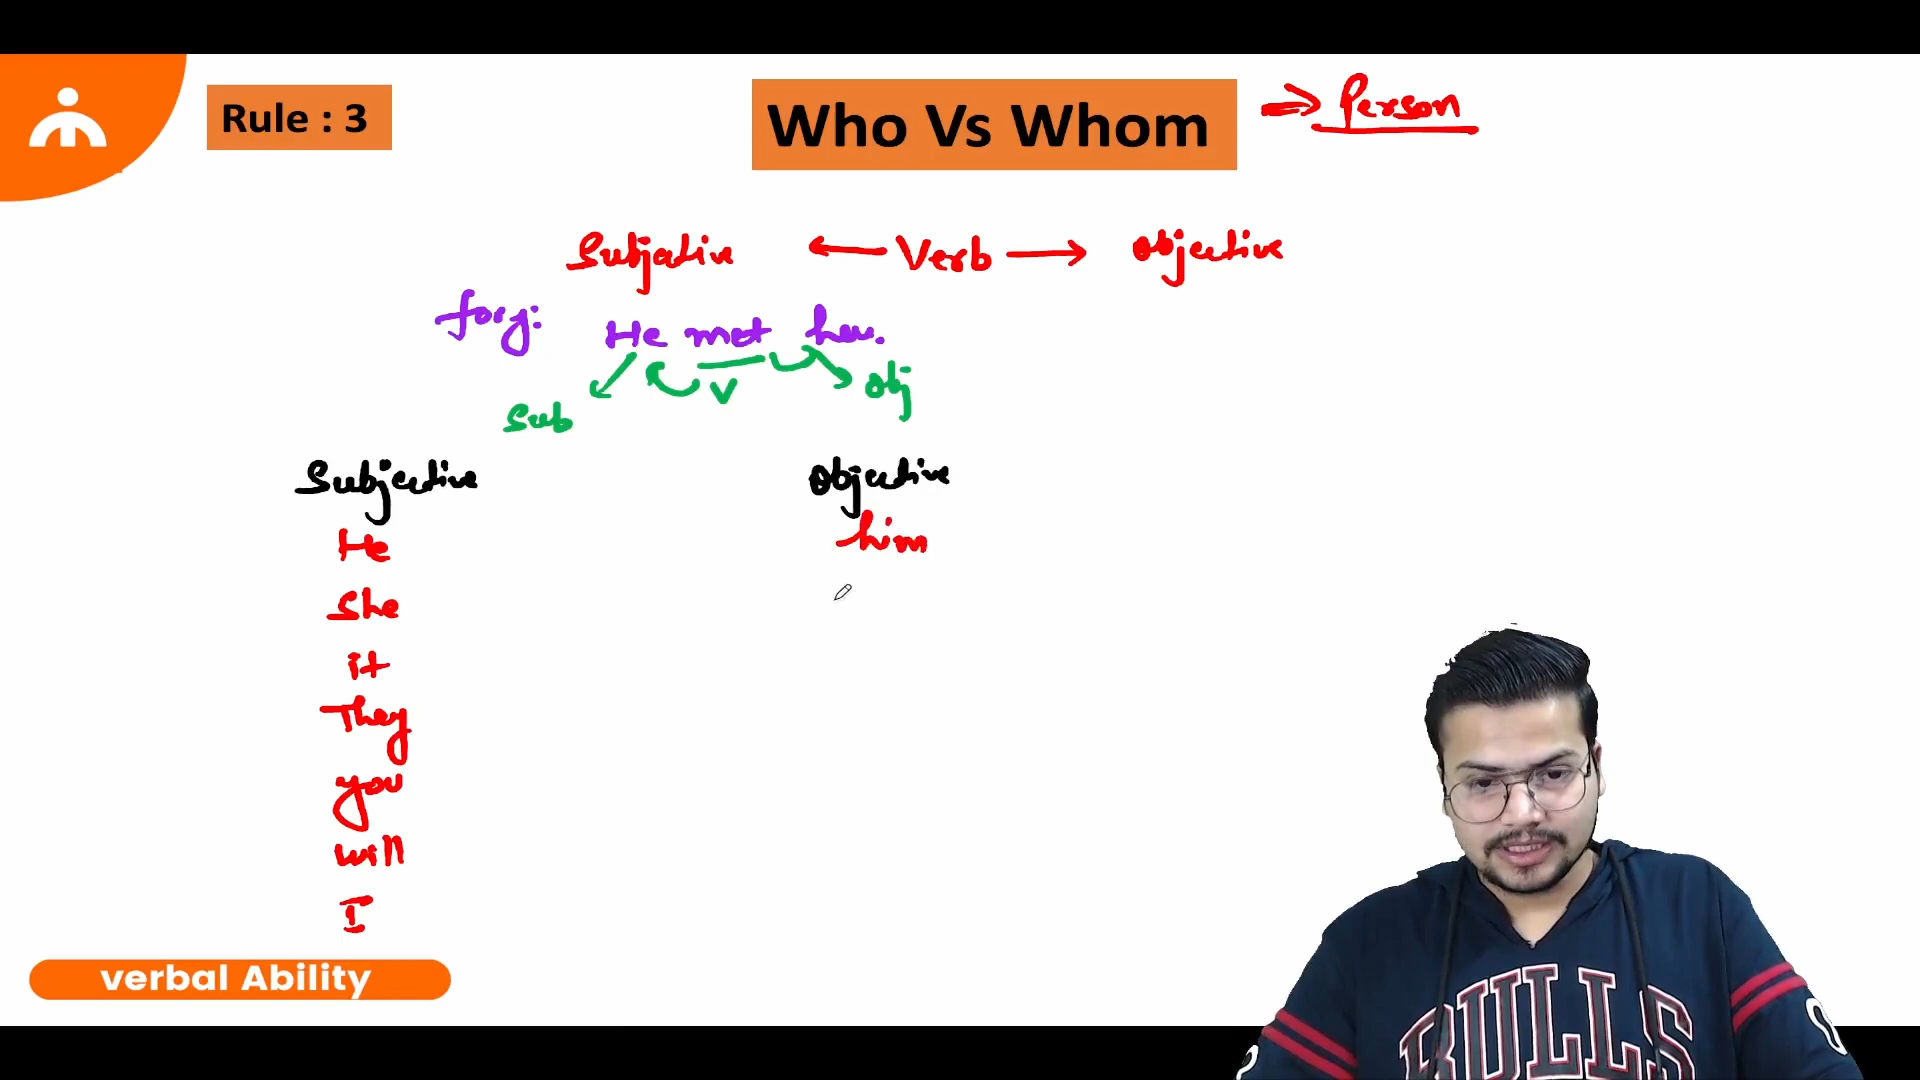 Rule : 3
Who Vs Whom ⇒ Person
Subjective ← Verb → Objective
for eg: He met her.
Sub V Obj
Subjective Objective
He him
She
it
They
you
will
I
verbal Ability
BULLS